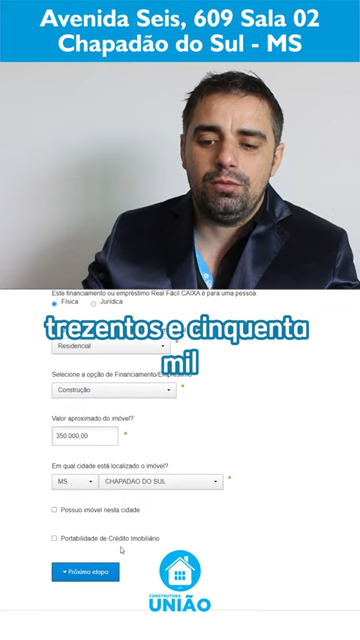 Avenida Seis, 609 Sala 02
Chapadão do Sul - MS
Este financiamento ou empréstimo Real Fácil CAIXA é para uma pessoa:
Física Jurídica
trezentos e cinquenta
mil
Residencial *
Selecione a opção de Financiamento/
Construção *
Valor aproximado do imóvel?
350.000,00 *
Em qual cidade está localizado o imóvel?
MS CHAPADAO DO SUL *
Possuo imóvel nesta cidade
Portabilidade de Crédito Imobiliário
Próxima etapa
CONSTRUTORA
UNIÃO